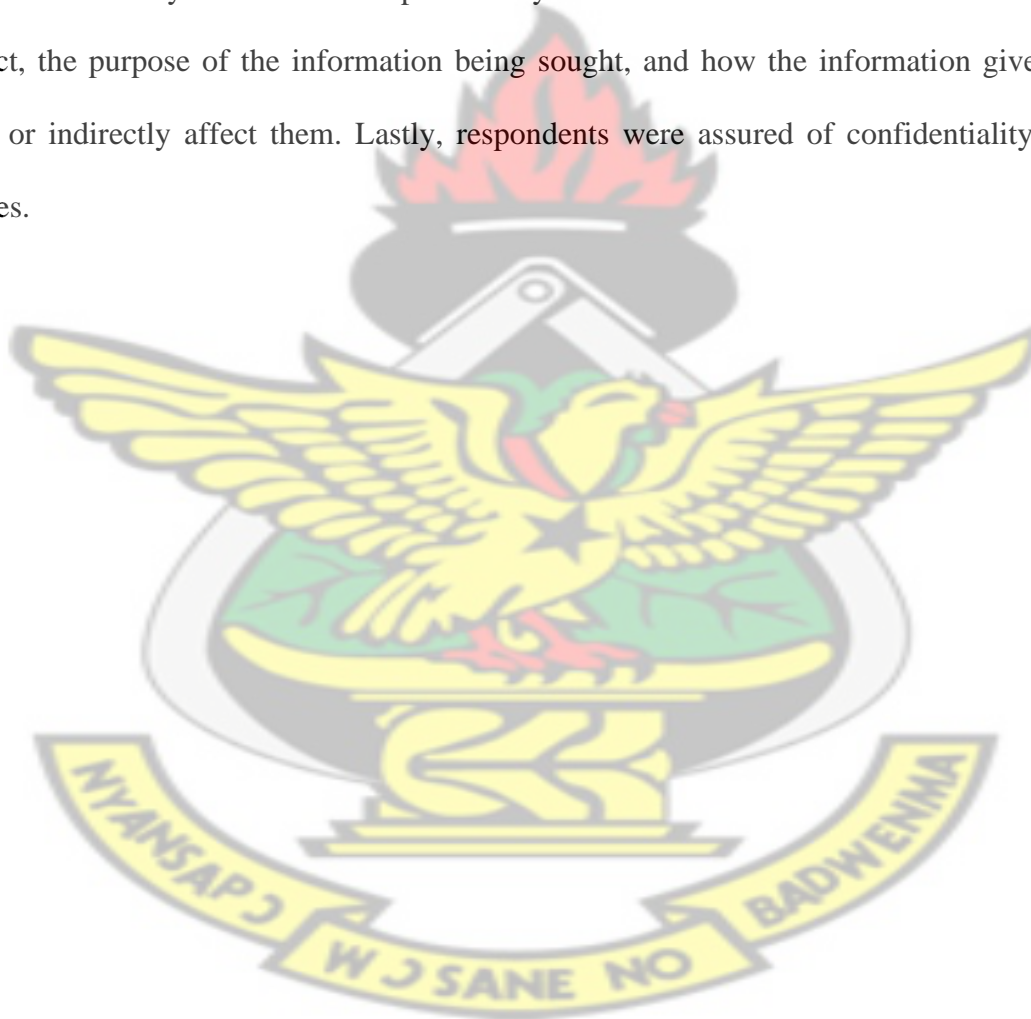 ct, the purpose of the information being sought, and how the information give
or indirectly affect them. Lastly, respondents were assured of confidentiality
es.
NYANSAPƆ
WƆSANE NO
BADWENMA